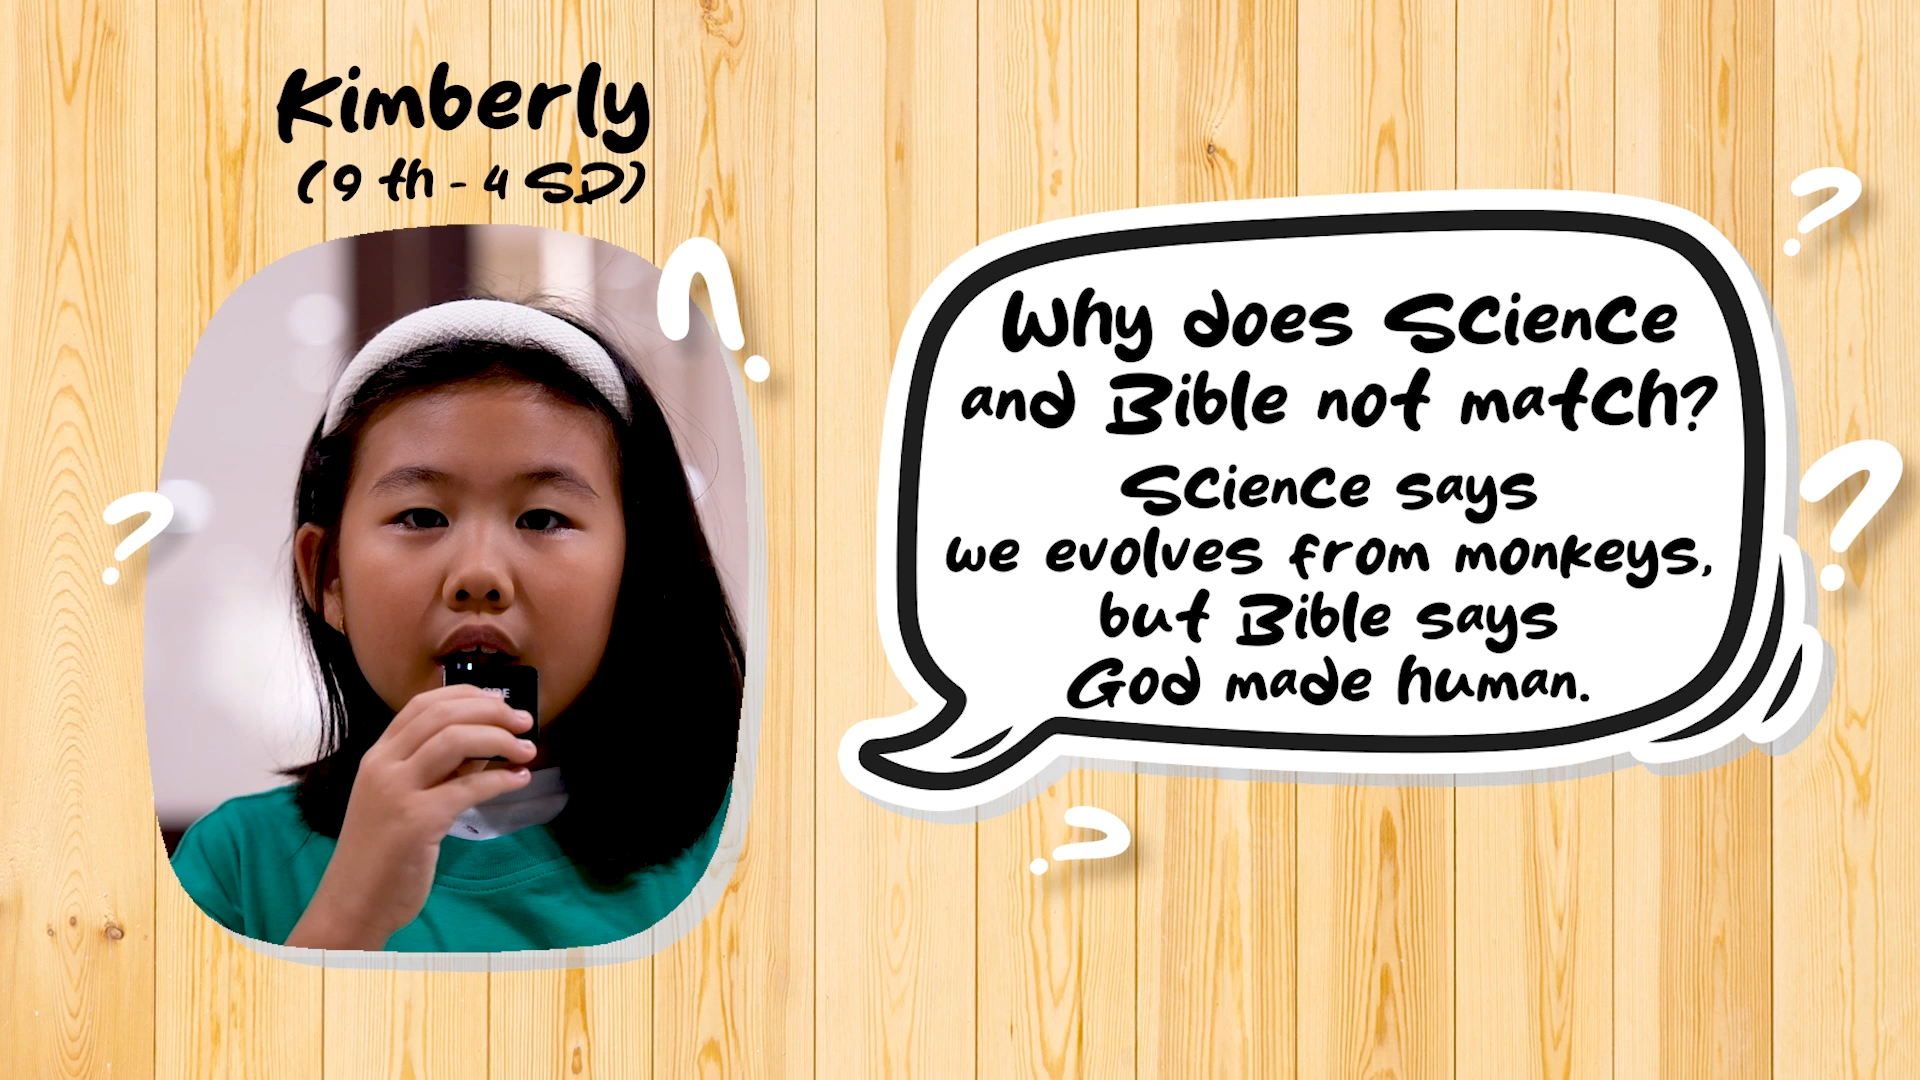 Kimberly
(9 th - 4 SD)
Why does Science
and Bible not match?
Science says
we evolves from monkeys,
but Bible says
God made human.